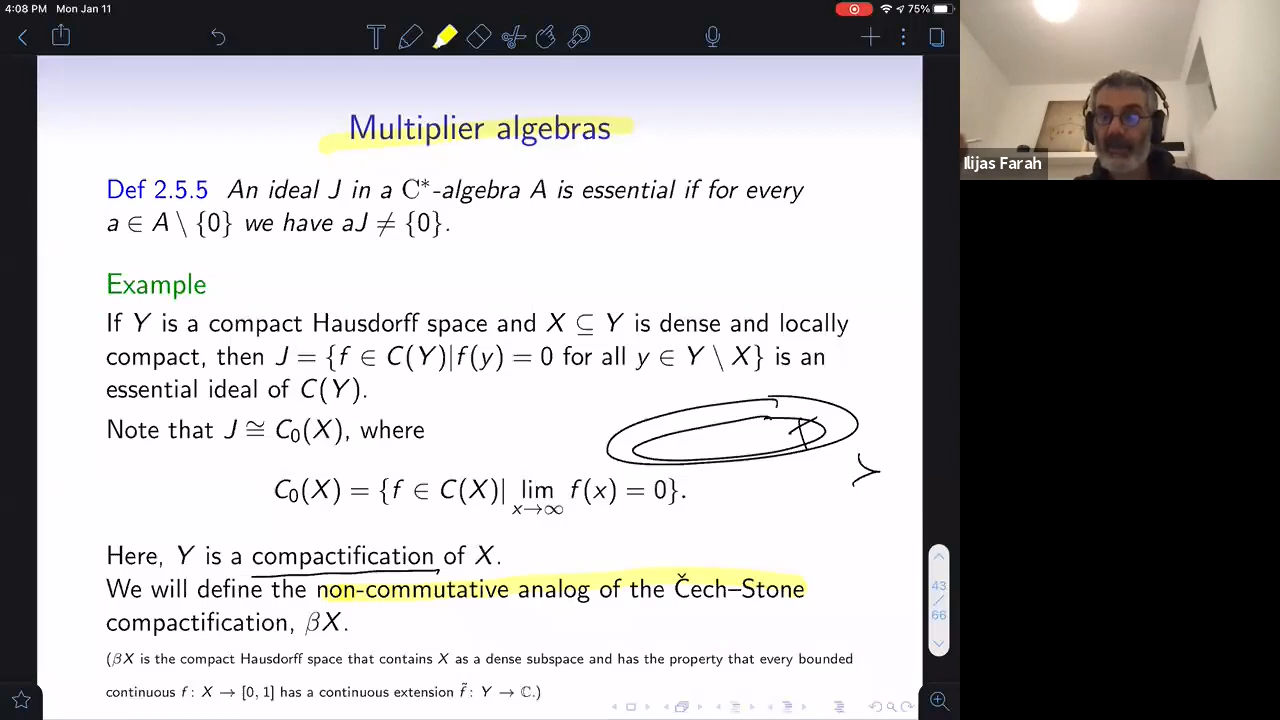 4:08 PM Mon Jan 11
75%
Multiplier algebras
Def 2.5.5 An ideal J in a C*-algebra A is essential if for every
a ∈ A \ {0} we have aJ ≠ {0}.
Example
If Y is a compact Hausdorff space and X ⊆ Y is dense and locally
compact, then J = {f ∈ C(Y)|f(y) = 0 for all y ∈ Y \ X} is an
essential ideal of C(Y).
Note that J ≅ C₀(X), where
X
C₀(X) = {f ∈ C(X)| lim x→∞ f(x) = 0}.
Here, Y is a compactification of X.
We will define the non-commutative analog of the Čech–Stone
compactification, βX.
(βX is the compact Hausdorff space that contains X as a dense subspace and has the property that every bounded
continuous f: X → [0, 1] has a continuous extension f̃: Y → ℂ.)
43
/
66
Ilijas Farah